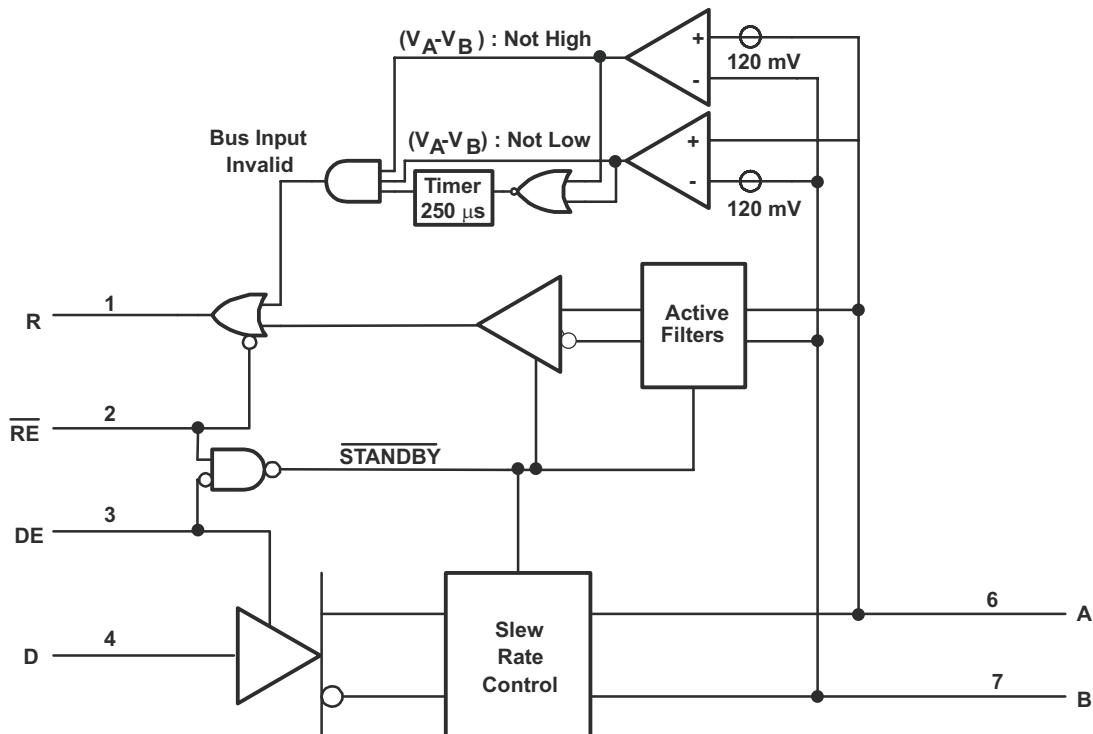 (VA-VB) : Not High
+
120 mV
-
Bus Input
Invalid
(VA-VB) : Not Low
+
-
120 mV
Timer
250 µs
R
1
Active
Filters
RE
2
STANDBY
DE
3
D
4
Slew
Rate
Control
6
A
7
B